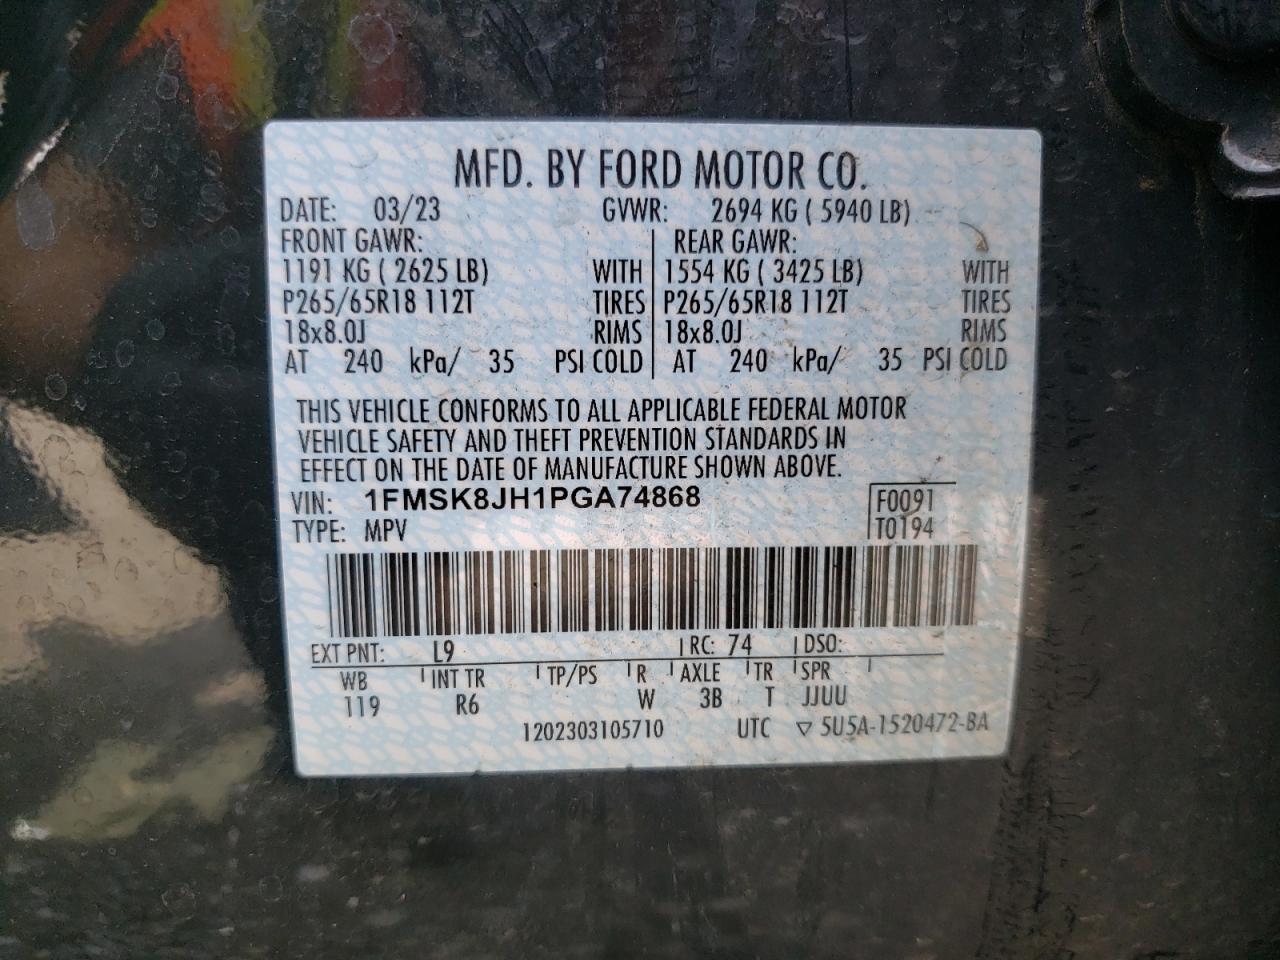 MFD. BY FORD MOTOR CO.
DATE: 03/23 GVWR: 2694 KG ( 5940 LB)
FRONT GAWR: REAR GAWR:
1191 KG ( 2625 LB) WITH 1554 KG ( 3425 LB) WITH
P265/65R18 112T TIRES P265/65R18 112T TIRES
18x8.0J RIMS 18x8.0J RIMS
AT 240 kPa/ 35 PSI COLD AT 240 kPa/ 35 PSI COLD
THIS VEHICLE CONFORMS TO ALL APPLICABLE FEDERAL MOTOR
VEHICLE SAFETY AND THEFT PREVENTION STANDARDS IN
EFFECT ON THE DATE OF MANUFACTURE SHOWN ABOVE.
VIN: 1FMSK8JH1PGA74868 F0091
TYPE: MPV T0194
EXT PNT: L9 RC: 74 DSO:
WB INT TR TP/PS R AXLE TR SPR
119 R6 W 3B T JJUU
1202303105710 UTC ▽ 5U5A-1520472-BA